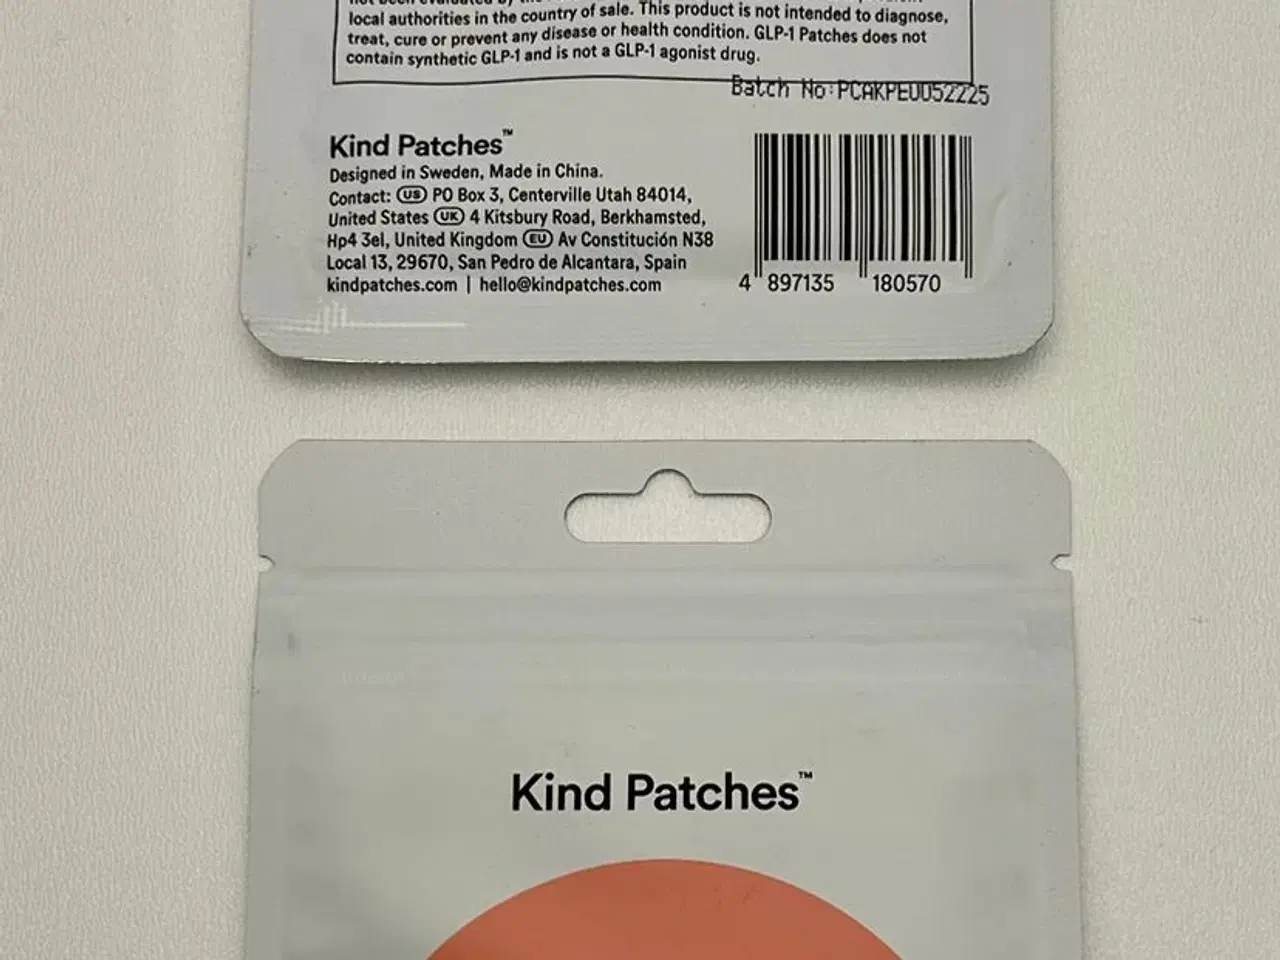 local authorities in the country of sale. This product is not intended to diagnose,
treat, cure or prevent any disease or health condition. GLP-1 Patches does not
contain synthetic GLP-1 and is not a GLP-1 agonist drug.
Batch No:PCAKPEU052225
Kind Patches™
Designed in Sweden, Made in China.
Contact: US PO Box 3, Centerville Utah 84014,
United States UK 4 Kitsbury Road, Berkhamsted,
Hp4 3el, United Kingdom EU Av Constitución N38
Local 13, 29670, San Pedro de Alcantara, Spain
kindpatches.com | hello@kindpatches.com
4 897135 180570
Kind Patches™